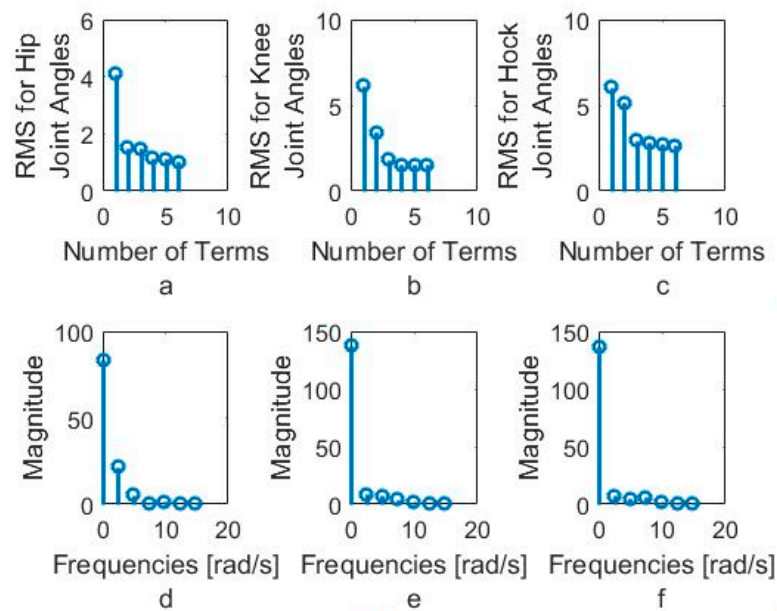 RMS for Hip
Joint Angles
6
4
2
0
0
5
10
Number of Terms
a
RMS for Knee
Joint Angles
10
5
0
0
5
10
Number of Terms
b
RMS for Hock
Joint Angles
10
5
0
0
5
10
Number of Terms
c
Magnitude
100
50
0
0
10
20
Frequencies [rad/s]
d
Magnitude
150
100
50
0
0
10
20
Frequencies [rad/s]
e
Magnitude
150
100
50
0
0
10
20
Frequencies [rad/s]
f